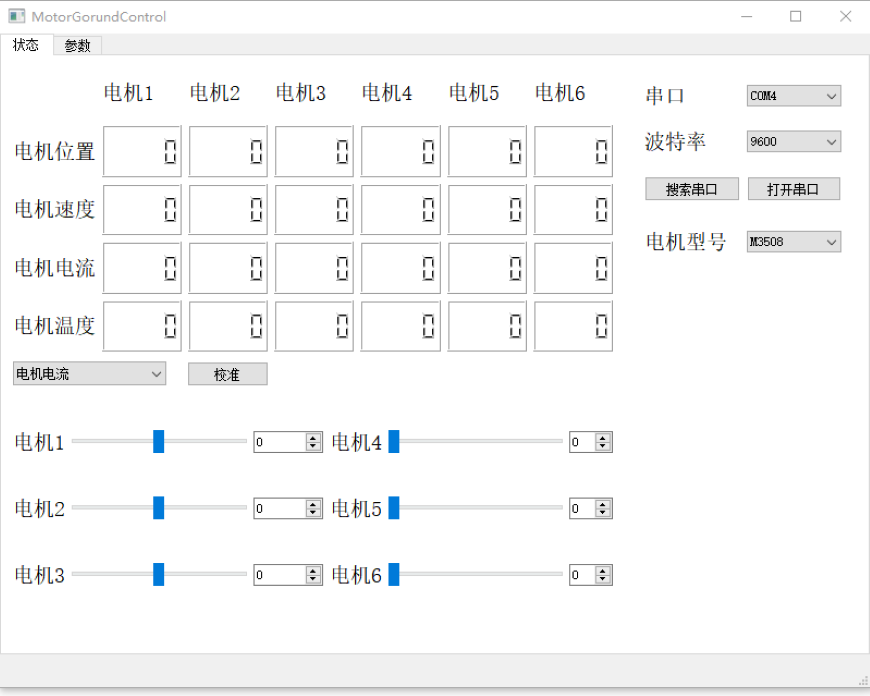 MotorGorundControl
状态 参数
电机1 电机2 电机3 电机4 电机5 电机6 串口 COM4
电机位置 0 0 0 0 0 0 波特率 9600
电机速度 0 0 0 0 0 0 搜索串口 打开串口
电机电流 0 0 0 0 0 0 电机型号 M3508
电机温度 0 0 0 0 0 0
电机电流 校准
电机1 0 电机4 0
电机2 0 电机5 0
电机3 0 电机6 0